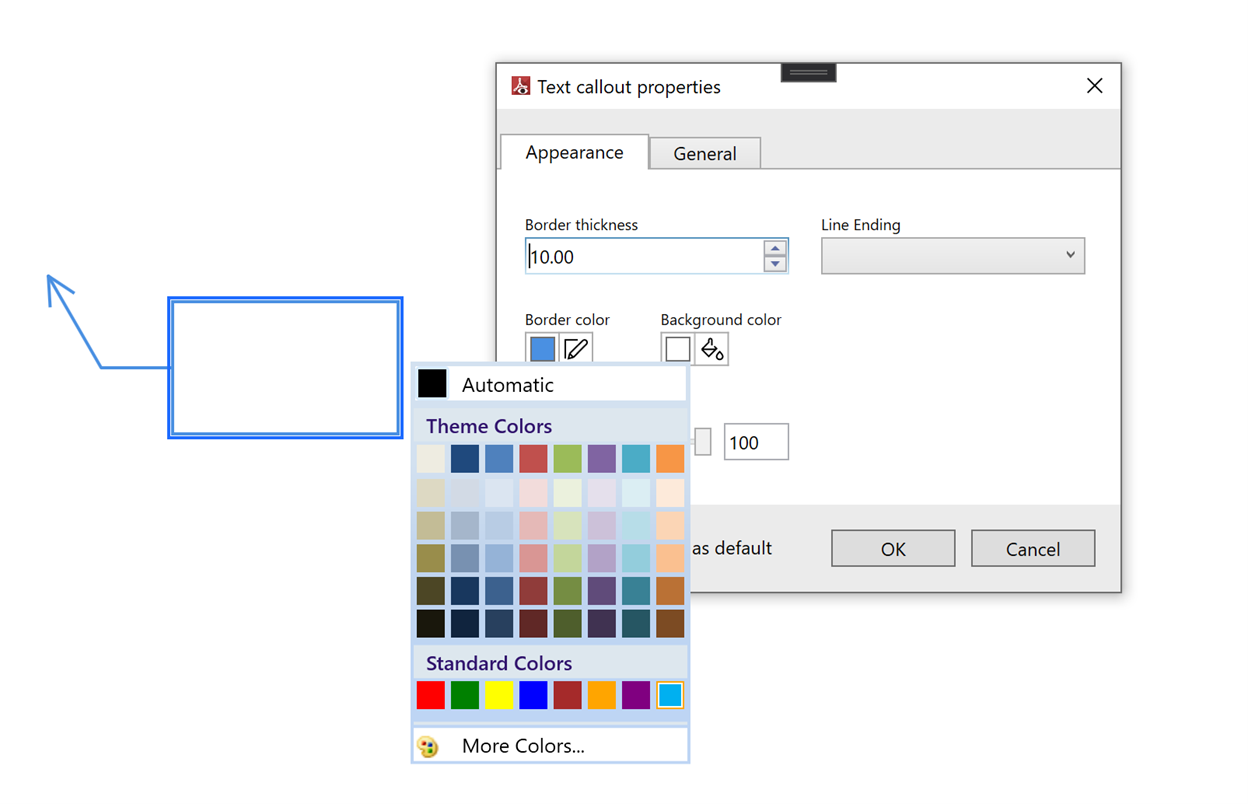 Text callout properties
Appearance
General
Border thickness
Line Ending
10.00
Border color
Background color
Automatic
Theme Colors
100
as default
OK
Cancel
Standard Colors
More Colors...